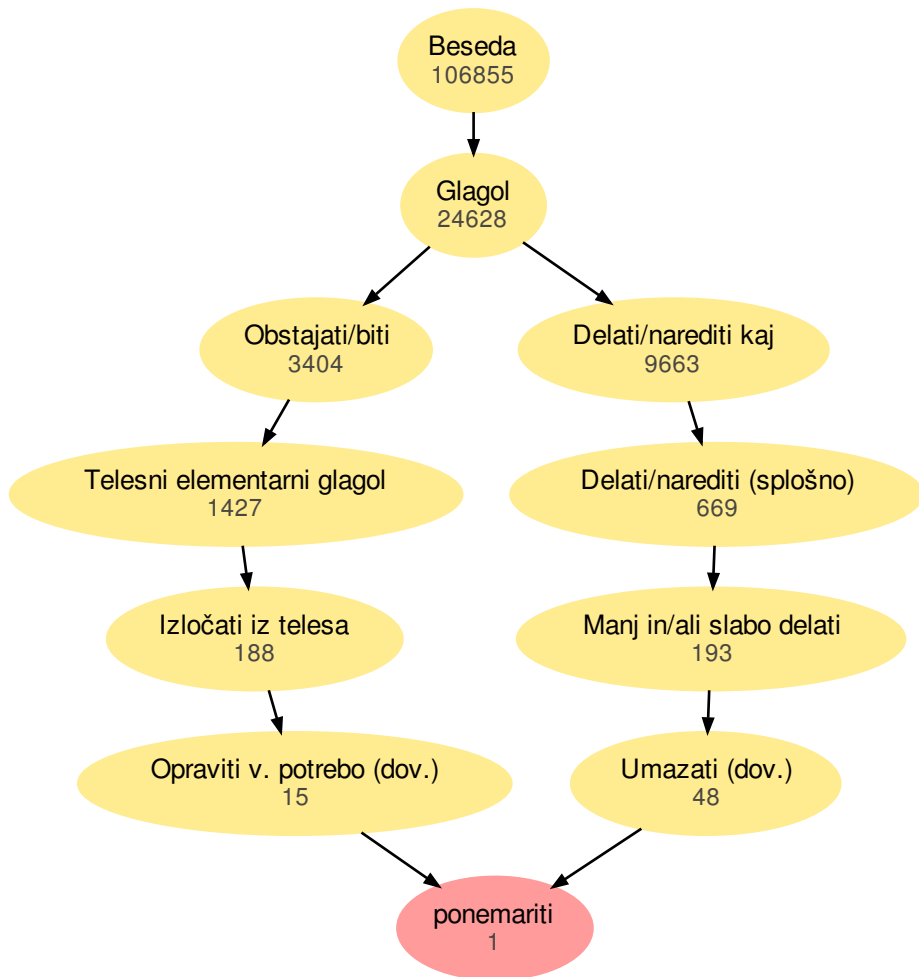 Beseda
106855
Glagol
24628
Obstajati/biti
3404
Delati/narediti kaj
9663
Telesni elementarni glagol
1427
Delati/narediti (splošno)
669
Izločati iz telesa
188
Manj in/ali slabo delati
193
Opraviti v. potrebo (dov.)
15
Umazati (dov.)
48
ponemariti
1